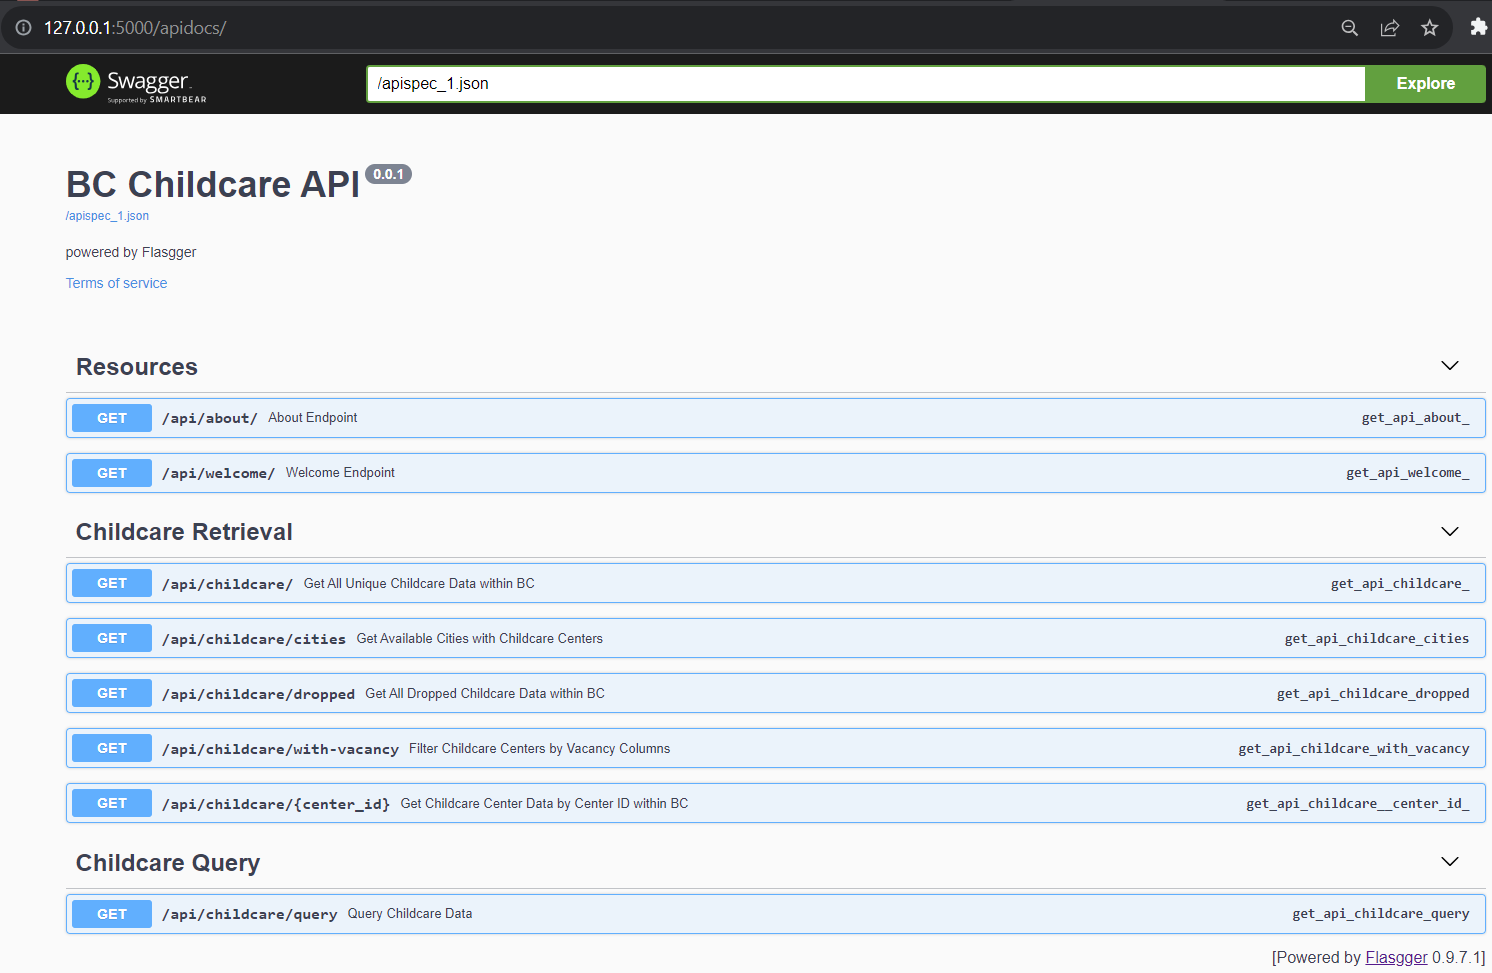 127.0.0.1:5000/apidocs/
Swagger
Supported by SMARTBEAR
/apispec_1.json
Explore
BC Childcare API 0.0.1
/apispec_1.json
powered by Flasgger
Terms of service
Resources
GET /api/about/ About Endpoint get_api_about_
GET /api/welcome/ Welcome Endpoint get_api_welcome_
Childcare Retrieval
GET /api/childcare/ Get All Unique Childcare Data within BC get_api_childcare_
GET /api/childcare/cities Get Available Cities with Childcare Centers get_api_childcare_cities
GET /api/childcare/dropped Get All Dropped Childcare Data within BC get_api_childcare_dropped
GET /api/childcare/with-vacancy Filter Childcare Centers by Vacancy Columns get_api_childcare_with_vacancy
GET /api/childcare/{center_id} Get Childcare Center Data by Center ID within BC get_api_childcare__center_id_
Childcare Query
GET /api/childcare/query Query Childcare Data get_api_childcare_query
[Powered by Flasgger 0.9.7.1]